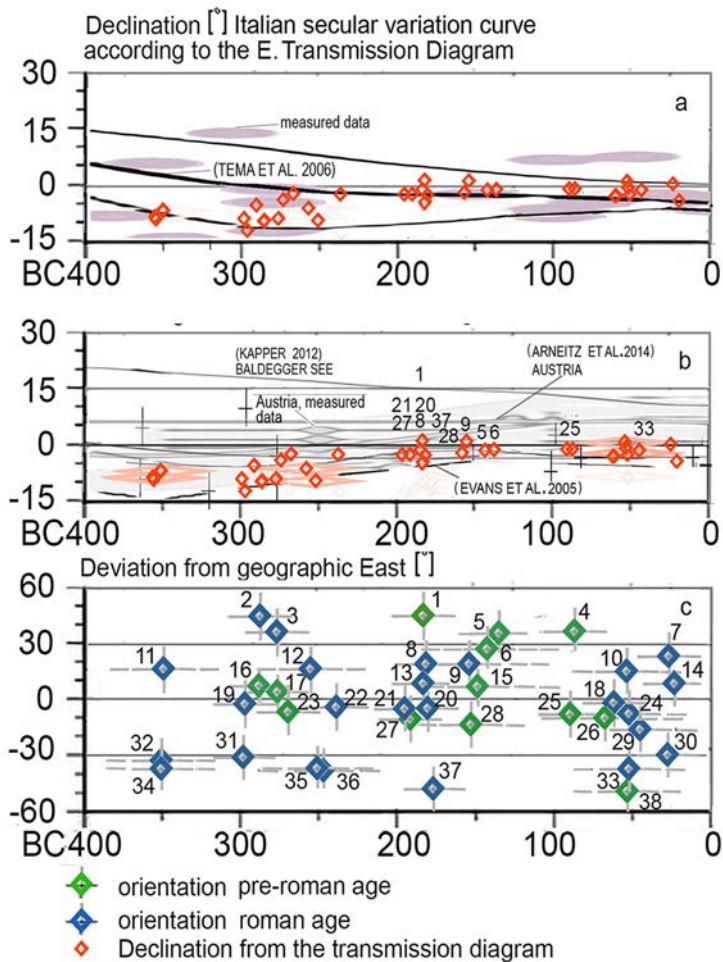 Declination [°] Italian secular variation curve
according to the E. Transmission Diagram
30
a
measured data
15
(TEMA ET AL. 2006)
0
-15
BC400 300 200 100 0
30
b
(KAPPER 2012)
BALDEGGER SEE
(ARNEITZ ET AL. 2014)
AUSTRIA
1
15
Austria, measured
data
21 20
27 8 37 9
25 33
28 5 6
0
(EVANS ET AL. 2005)
-15
BC400 300 200 100 0
Deviation from geographic East [°]
60
c
2 1
3 5 4
30
6 7
11 12 8 10
16 13 9 15 14
17
0
19 23 22 21 20 18 24
25
27 28 26
29
-30
32 31 30
34 35 36 37 33
38
-60
BC400 300 200 100 0
orientation pre-roman age
orientation roman age
Declination from the transmission diagram